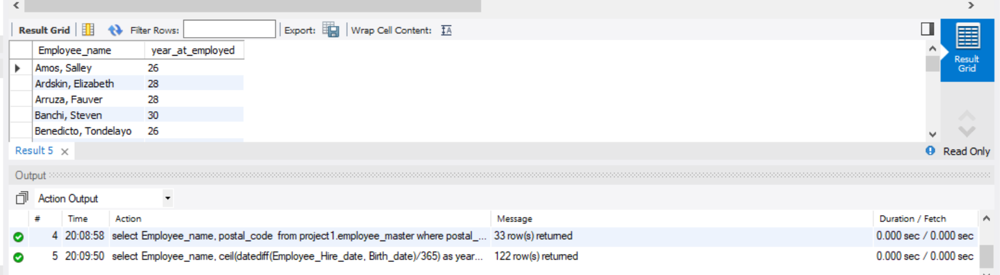 Result Grid Filter Rows: Export: Wrap Cell Content:
Employee_name year_at_employed
Amos, Salley 26
Ardskin, Elizabeth 28
Arruza, Fauver 28
Banchi, Steven 30
Benedicto, Tondelayo 26
Result Grid
Result 5 Read Only
Output
Action Output
# Time Action Message Duration / Fetch
4 20:08:58 select Employee_name, postal_code from project1.employee_master where postal_... 33 row(s) returned 0.000 sec / 0.000 sec
5 20:09:50 select Employee_name, ceil(datediff(Employee_Hire_date, Birth_date)/365) as year... 122 row(s) returned 0.000 sec / 0.000 sec